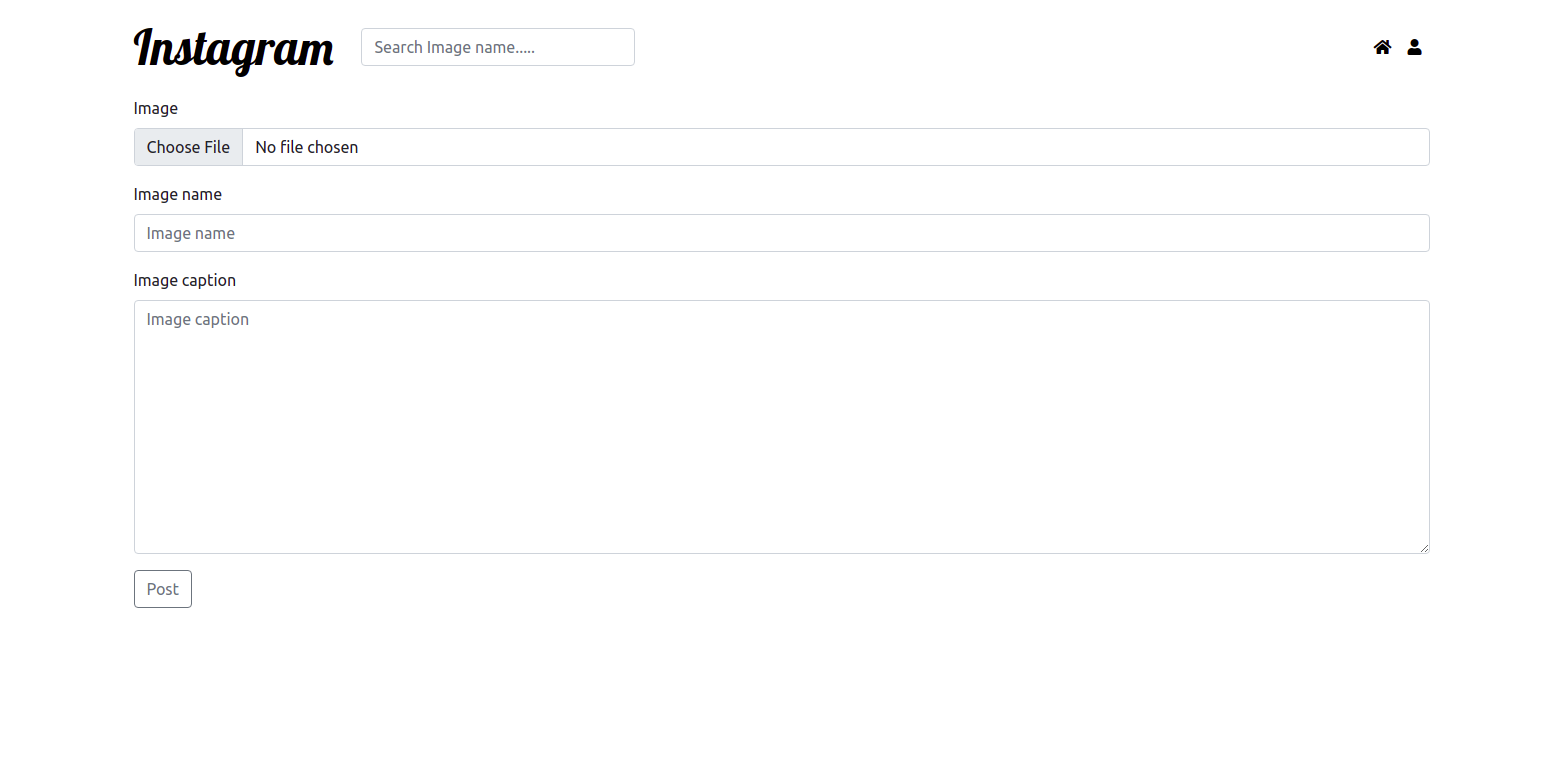 Instagram
Search Image name.....
Image
Choose File No file chosen
Image name
Image name
Image caption
Image caption
Post